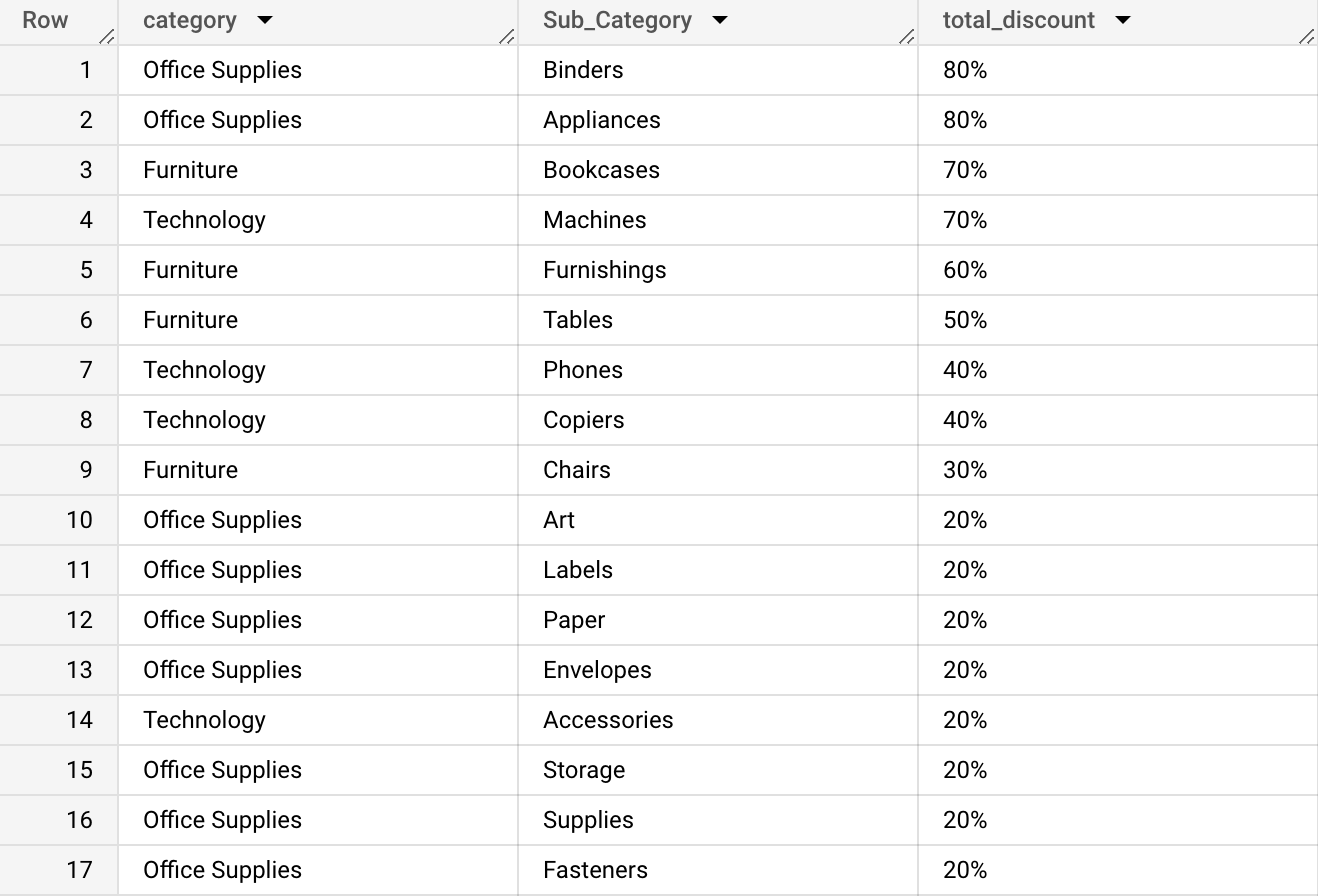 Row category Sub_Category total_discount
1 Office Supplies Binders 80%
2 Office Supplies Appliances 80%
3 Furniture Bookcases 70%
4 Technology Machines 70%
5 Furniture Furnishings 60%
6 Furniture Tables 50%
7 Technology Phones 40%
8 Technology Copiers 40%
9 Furniture Chairs 30%
10 Office Supplies Art 20%
11 Office Supplies Labels 20%
12 Office Supplies Paper 20%
13 Office Supplies Envelopes 20%
14 Technology Accessories 20%
15 Office Supplies Storage 20%
16 Office Supplies Supplies 20%
17 Office Supplies Fasteners 20%